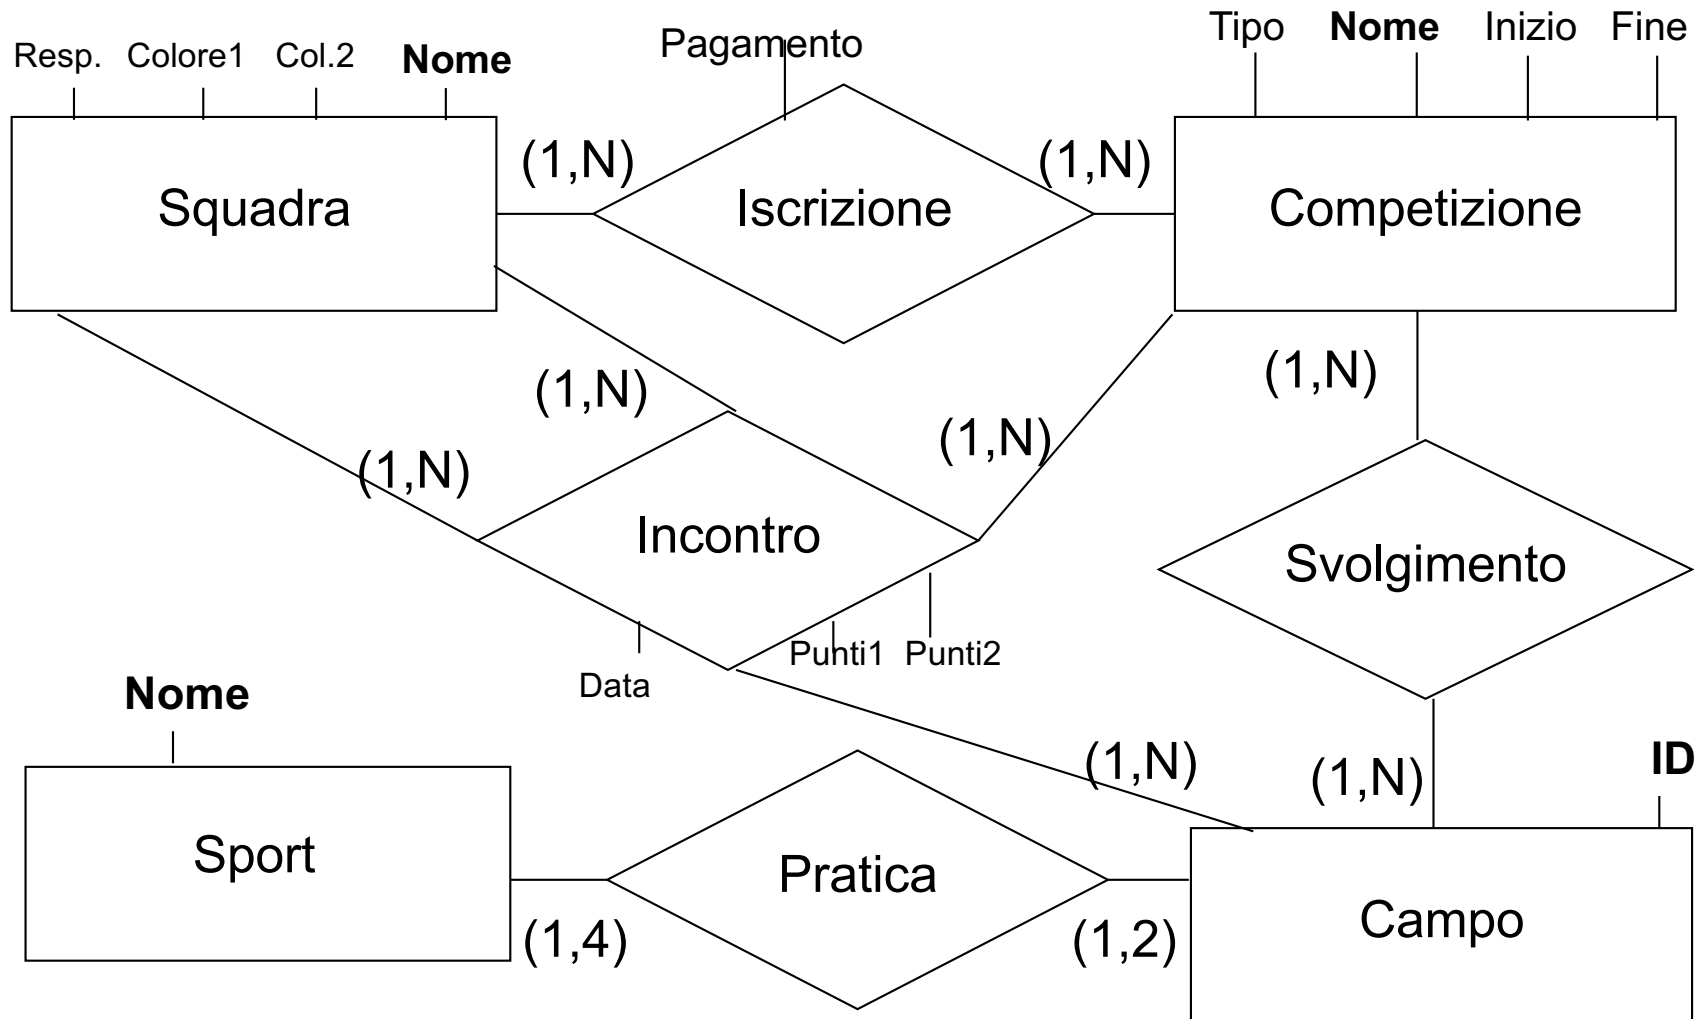 Resp. Colore1 Col.2 Nome
Pagamento
Tipo Nome Inizio Fine
(1,N) (1,N)
Squadra Iscrizione Competizione
(1,N)
(1,N)
(1,N)
(1,N)
Incontro
Svolgimento
Data
Punti1 Punti2
Nome
(1,N)
(1,N)
ID
Sport
Pratica
Campo
(1,4)
(1,2)